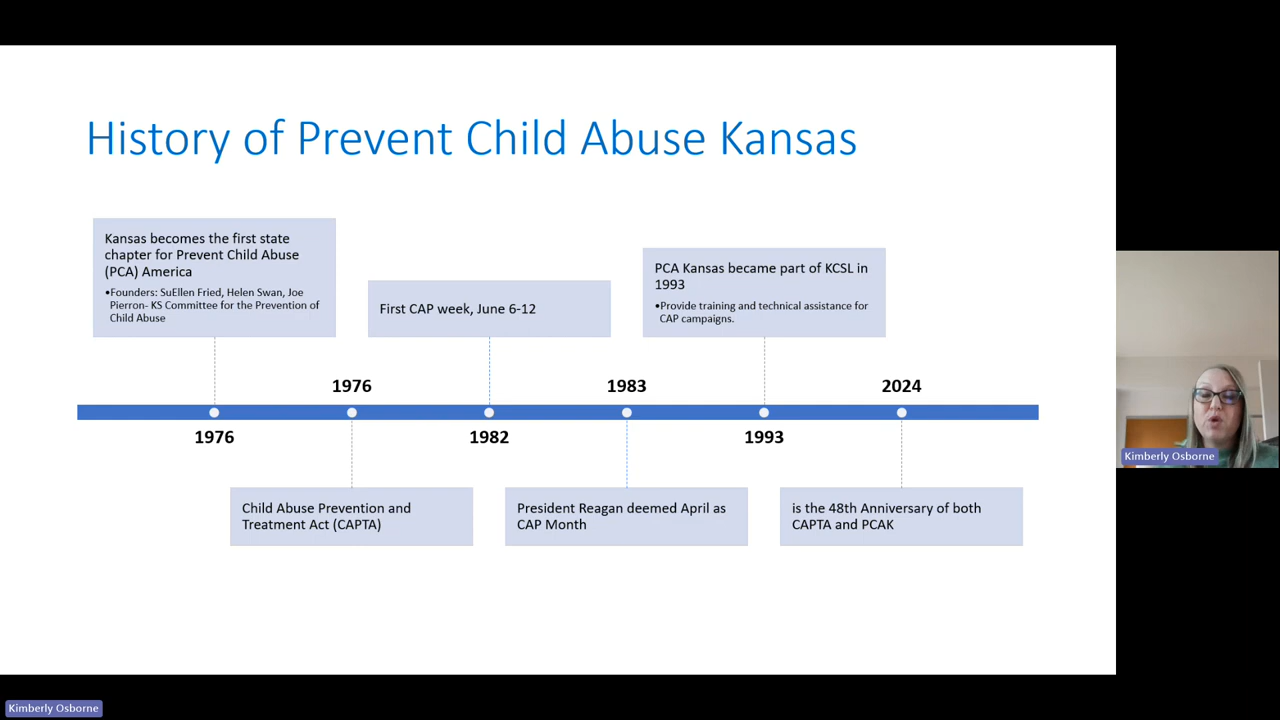 History of Prevent Child Abuse Kansas
Kansas becomes the first state
chapter for Prevent Child Abuse
(PCA) America
•Founders: SuEllen Fried, Helen Swan, Joe
Pierron- KS Committee for the Prevention of
Child Abuse
First CAP week, June 6-12
PCA Kansas became part of KCSL in
1993
•Provide training and technical assistance for
CAP campaigns.
1976
1983
2024
1976
1982
1993
Child Abuse Prevention and
Treatment Act (CAPTA)
President Reagan deemed April as
CAP Month
is the 48th Anniversary of both
CAPTA and PCAK
Kimberly Osborne
Kimberly Osborne